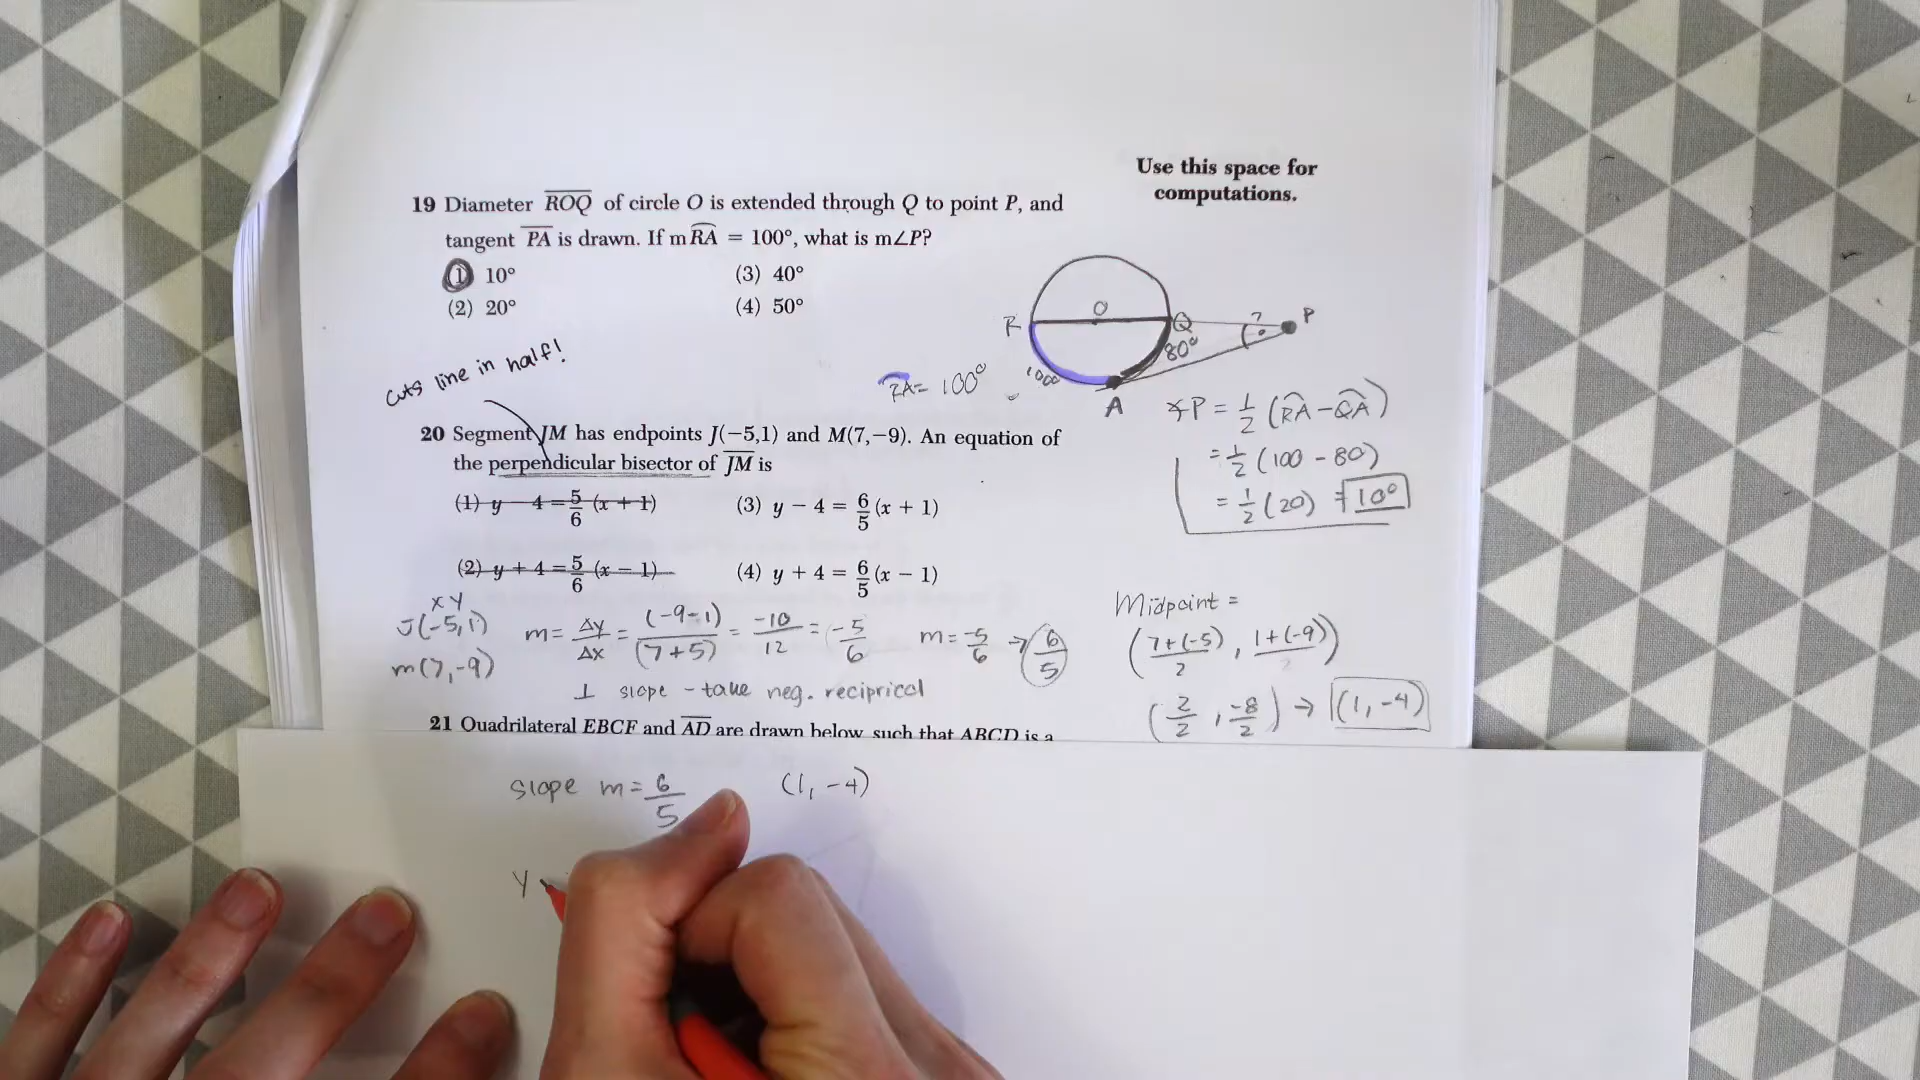 Use this space for
computations.
19 Diameter ROQ of circle O is extended through Q to point P, and
tangent PA is drawn. If mRA = 100°, what is m∠P?
(1) 10°
(3) 40°
(2) 20°
(4) 50°
R
O
Q
?
P
80°
100°
A
RA = 100°
∡P = 1/2 (RA - QA)
= 1/2 (100 - 80)
= 1/2 (20) = 10°
cuts line in half!
20 Segment JM has endpoints J(−5,1) and M(7,−9). An equation of
the perpendicular bisector of JM is
(1) y − 4 = 5/6 (x + 1)
(3) y − 4 = 6/5 (x + 1)
(2) y + 4 = 5/6 (x − 1)
(4) y + 4 = 6/5 (x − 1)
x y
J(-5,1)
m(7,-9)
m = Δy/Δx = (-9-1)/(7+5) = -10/12 = -5/6
m = -5/6 → 6/5
⊥ slope - take neg. recipricol
Midpoint =
(7+(-5)/2 , 1+(-9)/2)
(2/2 , -8/2) → (1, -4)
21 Quadrilateral EBCF and AD are drawn below, such that ABCD is a
slope m = 6/5
(1, -4)
y